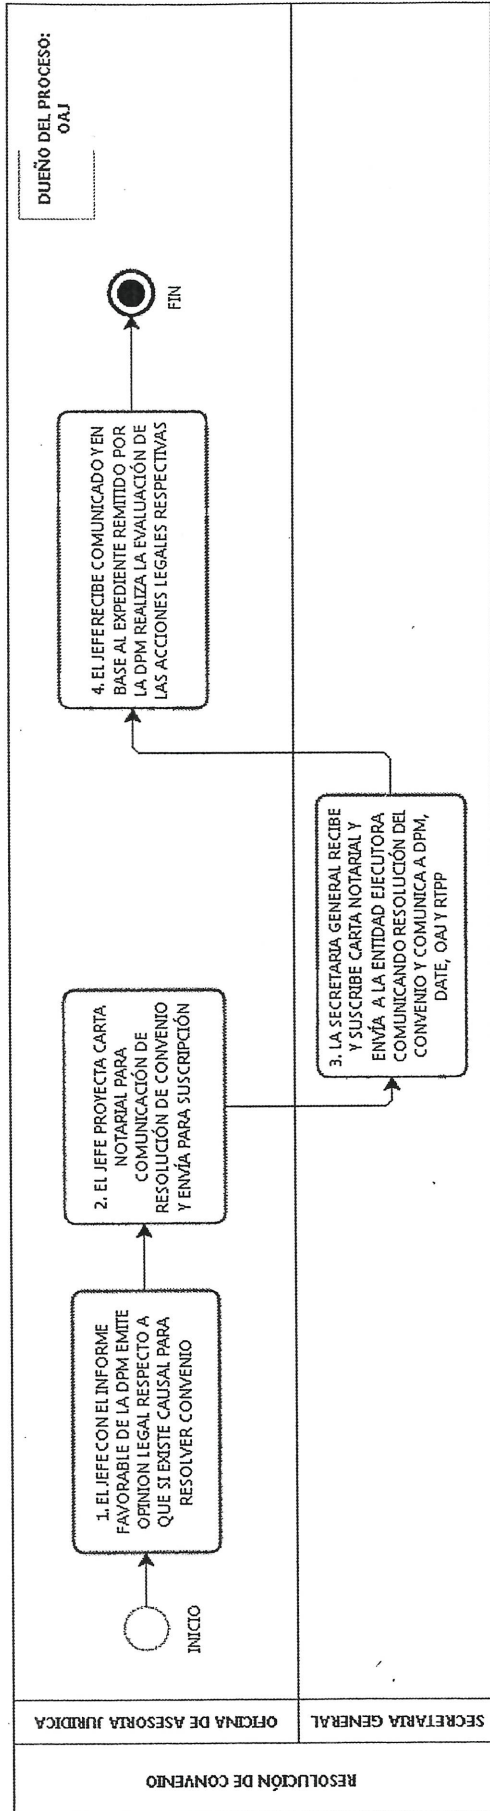 RESOLUCIÓN DE CONVENIO
OFICINA DE ASESORIA JURIDICA
SECRETARIA GENERAL
INICIO
1. EL JEFE CON EL INFORME
FAVORABLE DE LA DPM EMITE
OPINION LEGAL RESPECTO A
QUE SI EXISTE CAUSAL PARA
RESOLVER CONVENIO
2. EL JEFE PROYECTA CARTA
NOTARIAL PARA
COMUNICACIÓN DE
RESOLUCIÓN DE CONVENIO
Y ENVÍA PARA SUSCRIPCIÓN
3. LA SECRETARIA GENERAL RECIBE
Y SUSCRIBE CARTA NOTARIAL Y
ENVÍA A LA ENTIDAD EJECUTORA
COMUNICANDO RESOLUCIÓN DEL
CONVENIO Y COMUNICA A DPM,
DATE, OAJ Y RTPP
4. EL JEFE RECIBE COMUNICADO Y EN
BASE AL EXPEDIENTE REMITIDO POR
LA DPM REALIZA LA EVALUACIÓN DE
LAS ACCIONES LEGALES RESPECTIVAS
FIN
DUEÑO DEL PROCESO:
OAJ